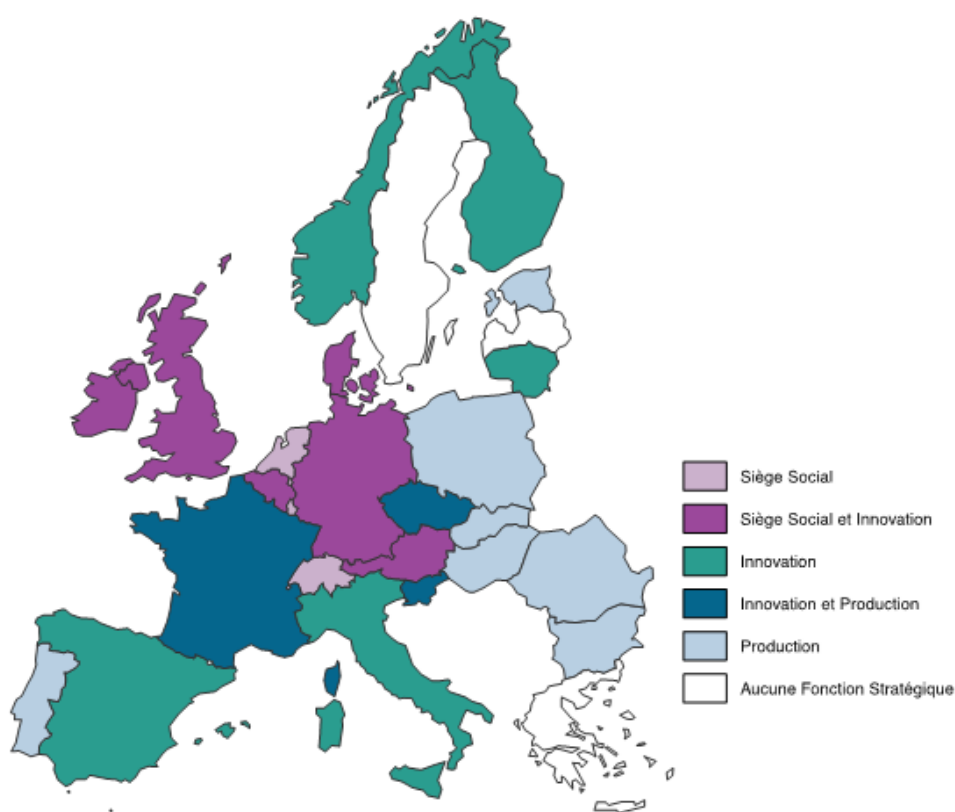 Siège Social
Siège Social et Innovation
Innovation
Innovation et Production
Production
Aucune Fonction Stratégique